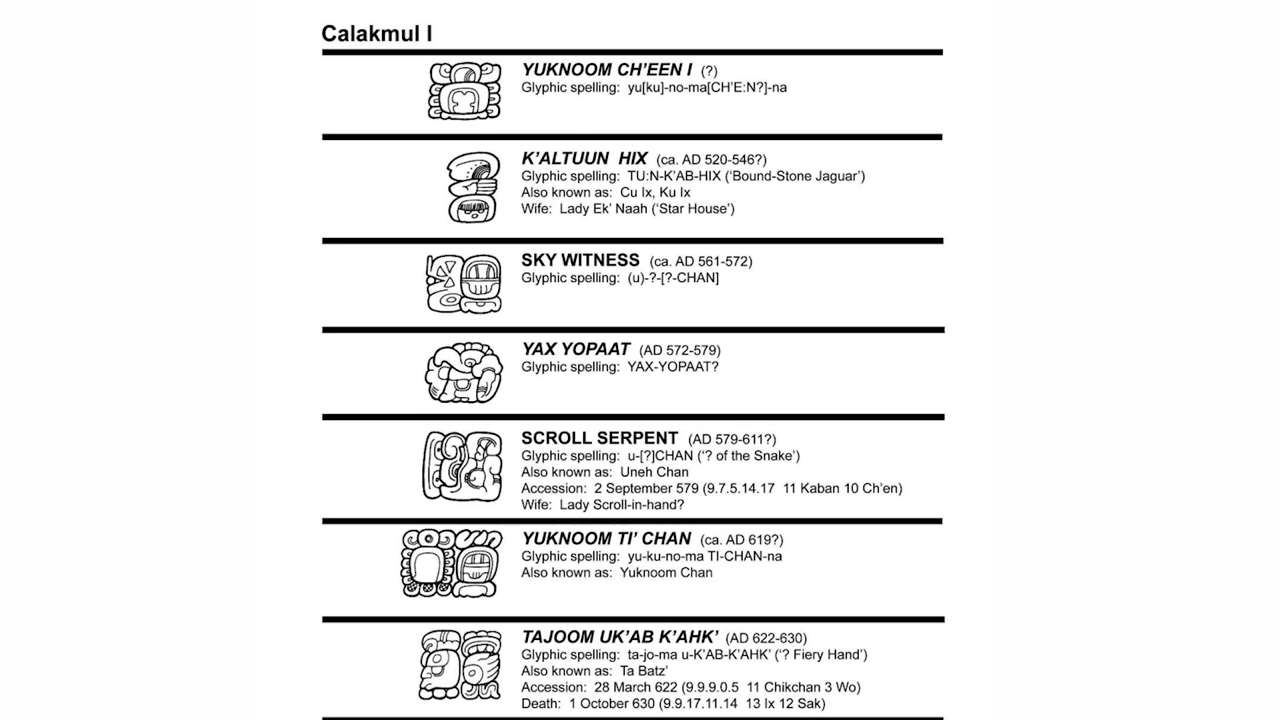 Calakmul I
YUKNOOM CH'EEN I (?)
Glyphic spelling: yu[ku]-no-ma[CH'E:N?]-na
K'ALTUUN HIX (ca. AD 520-546?)
Glyphic spelling: TU:N-K'AB-HIX ('Bound-Stone Jaguar')
Also known as: Cu Ix, Ku Ix
Wife: Lady Ek' Naah ('Star House')
SKY WITNESS (ca. AD 561-572)
Glyphic spelling: (u)-?-[?-CHAN]
YAX YOPAAT (AD 572-579)
Glyphic spelling: YAX-YOPAAT?
SCROLL SERPENT (AD 579-611?)
Glyphic spelling: u-[?]CHAN ('? of the Snake')
Also known as: Uneh Chan
Accession: 2 September 579 (9.7.5.14.17 11 Kaban 10 Ch'en)
Wife: Lady Scroll-in-hand?
YUKNOOM TI' CHAN (ca. AD 619?)
Glyphic spelling: yu-ku-no-ma TI-CHAN-na
Also known as: Yuknoom Chan
TAJOOM UK'AB K'AHK' (AD 622-630)
Glyphic spelling: ta-jo-ma u-K'AB-K'AHK' ('? Fiery Hand')
Also known as: Ta Batz'
Accession: 28 March 622 (9.9.9.0.5 11 Chikchan 3 Wo)
Death: 1 October 630 (9.9.17.11.14 13 Ix 12 Sak)